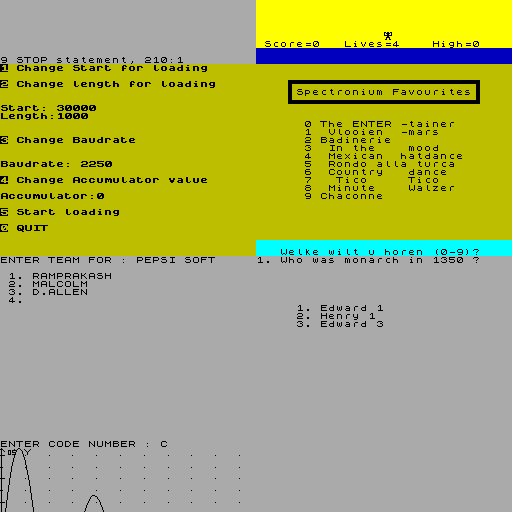 9 STOP statement, 210:1
1 Change Start for loading
2 Change length for loading
Start: 30000
Length:1000
3 Change Baudrate
Baudrate: 2250
4 Change Accumulator value
Accumulator:0
5 Start loading
0 QUIT
Score=0 Lives=4 High=0
Spectronium Favourites
0 The ENTER -tainer
1 Vlooien -mars
2 Badinerie
3 In the mood
4 Mexican hatdance
5 Rondo alla turca
6 Country dance
7 Tico Tico
8 Minute Walzer
9 Chaconne
Welke wilt u horen (0-9)?
ENTER TEAM FOR : PEPSI SOFT
1. RAMPRAKASH
2. MALCOLM
3. D.ALLEN
4.
ENTER CODE NUMBER : C
Y
1. Who was monarch in 1350 ?
1. Edward 1
2. Henry 1
3. Edward 3